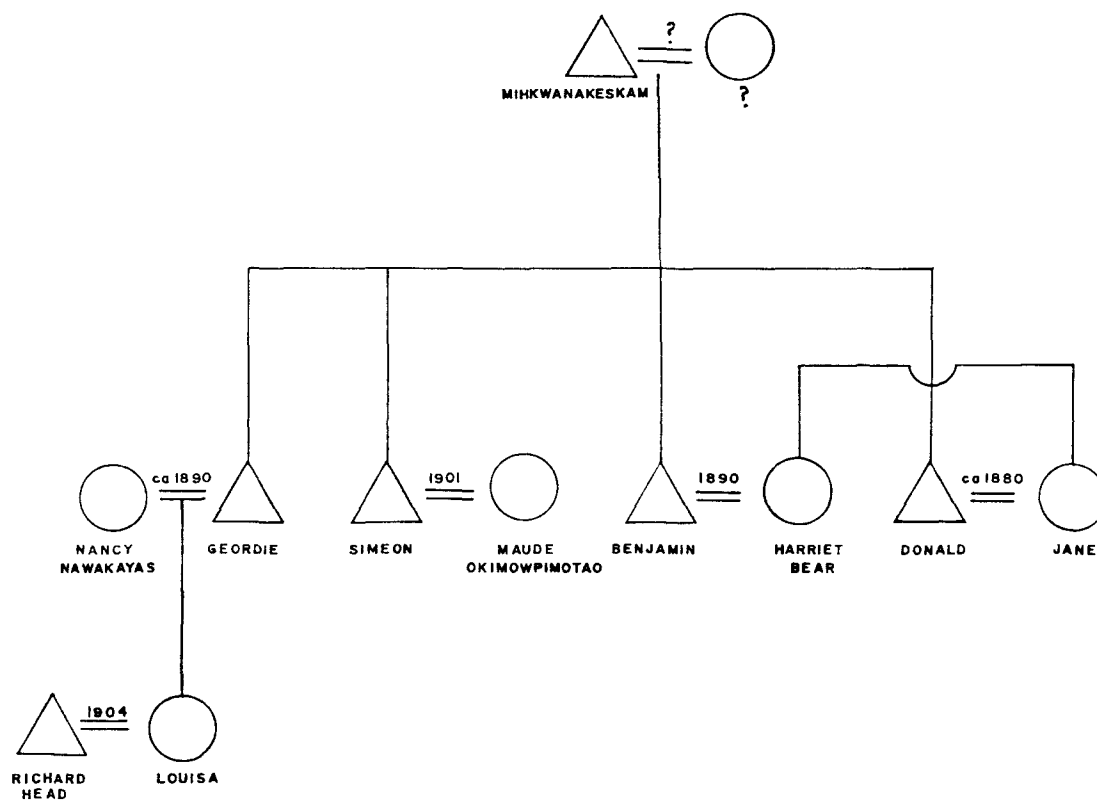 ?
MIHKWANAKESKAM
?
ca 1890
1901
1890
ca 1880
NANCY
NAWAKAYAS
GEORDIE
SIMEON
MAUDE
OKIMOWPIMOTAO
BENJAMIN
HARRIET
BEAR
DONALD
JANE
1904
RICHARD
HEAD
LOUISA